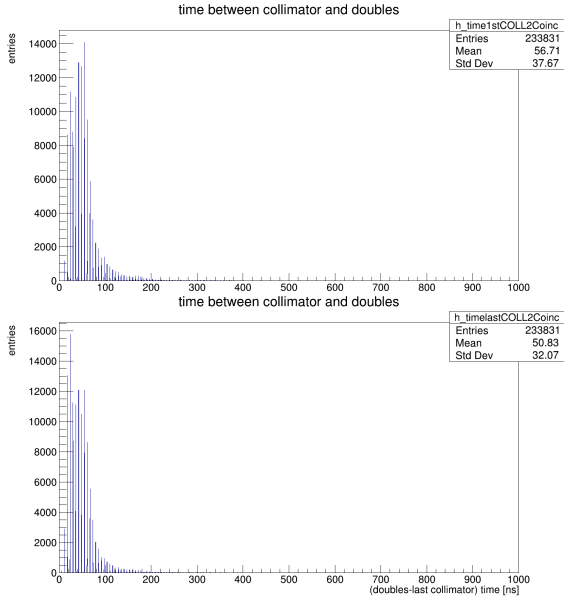 time between collimator and doubles
h_time1stCOLL2Coinc
Entries 233831
Mean 56.71
Std Dev 37.67
entries
14000
12000
10000
8000
6000
4000
2000
0
0 100 200 300 400 500 600 700 800 900 1000
time between collimator and doubles
h_timelastCOLL2Coinc
Entries 233831
Mean 50.83
Std Dev 32.07
entries
16000
14000
12000
10000
8000
6000
4000
2000
0
0 100 200 300 400 500 600 700 800 900 1000
(doubles-last collimator) time [ns]